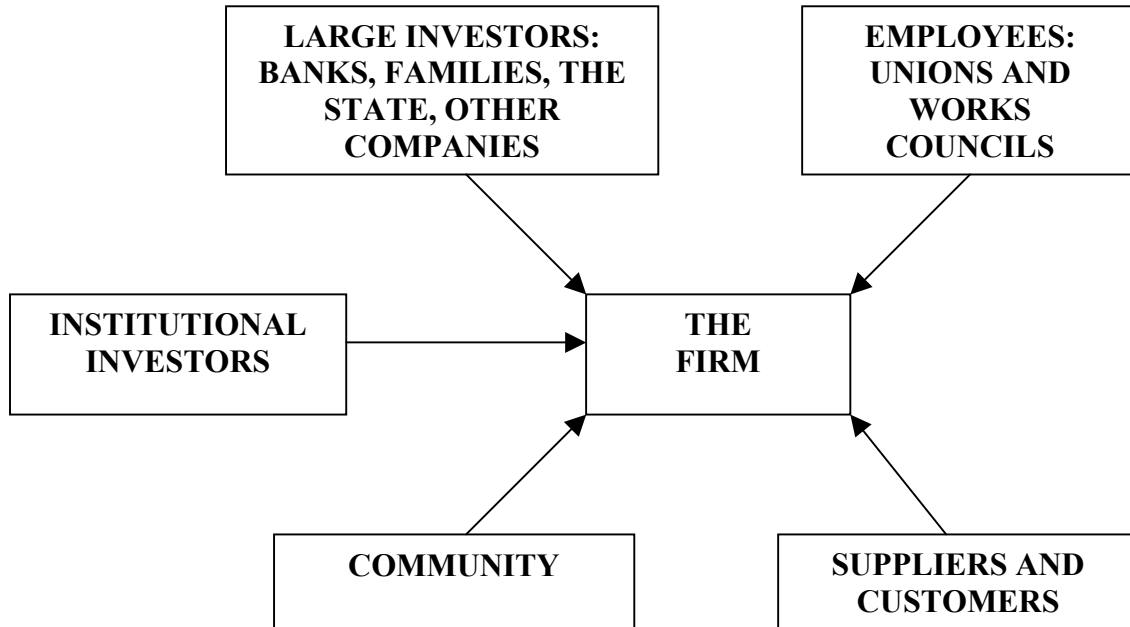 LARGE INVESTORS:
BANKS, FAMILIES, THE
STATE, OTHER
COMPANIES
EMPLOYEES:
UNIONS AND
WORKS
COUNCILS
INSTITUTIONAL
INVESTORS
THE
FIRM
COMMUNITY
SUPPLIERS AND
CUSTOMERS